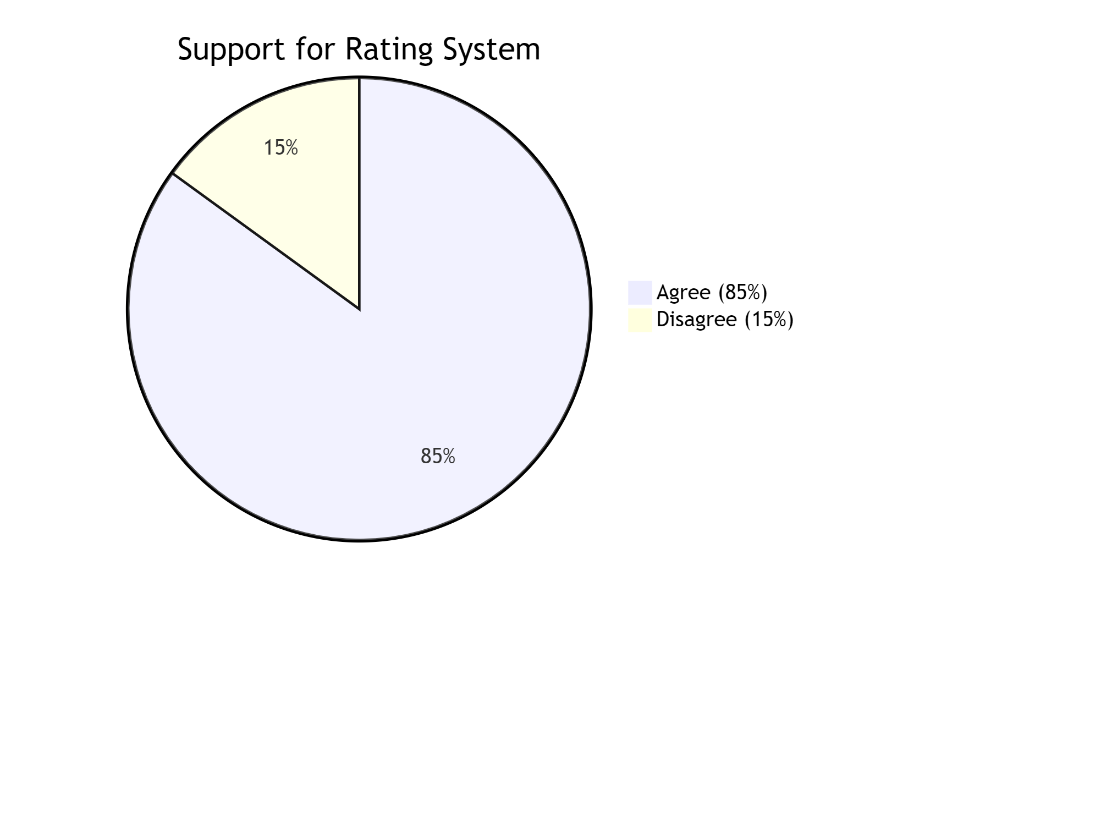 Support for Rating System
15%
85%
Agree (85%)
Disagree (15%)